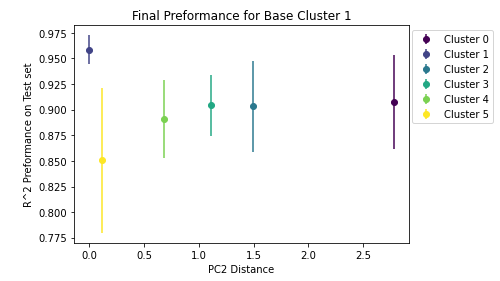 Final Preformance for Base Cluster 1
R^2 Preformance on Test set
0.975
0.950
0.925
0.900
0.875
0.850
0.825
0.800
0.775
0.0
0.5
1.0
1.5
2.0
2.5
PC2 Distance
Cluster 0
Cluster 1
Cluster 2
Cluster 3
Cluster 4
Cluster 5